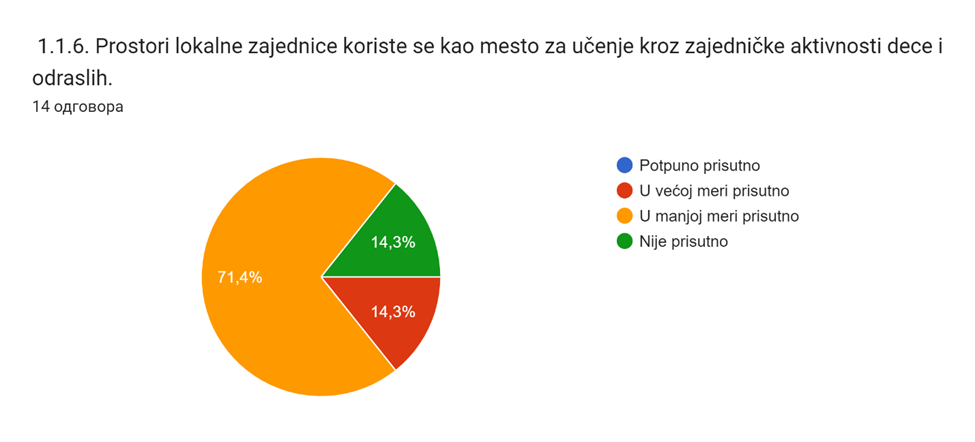 1.1.6. Prostori lokalne zajednice koriste se kao mesto za učenje kroz zajedničke aktivnosti dece i
odraslih.
14 одговора
Potpuno prisutno
U većoj meri prisutno
U manjoj meri prisutno
Nije prisutno
14,3%
71,4%
14,3%